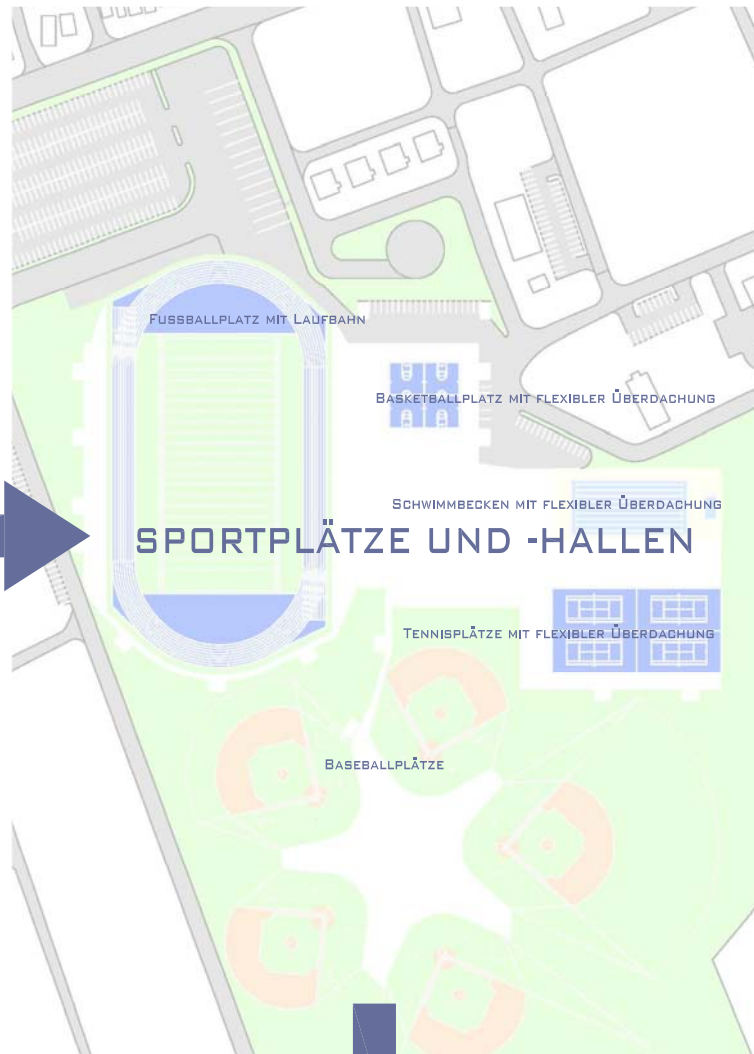 Fussballplatz mit Laufbahn
Basketballplatz mit flexibler Überdachung
Schwimmbecken mit flexibler Überdachung
SPORTPLÄTZE UND -HALLEN
Tennisplätze mit flexibler Überdachung
Baseballplätze